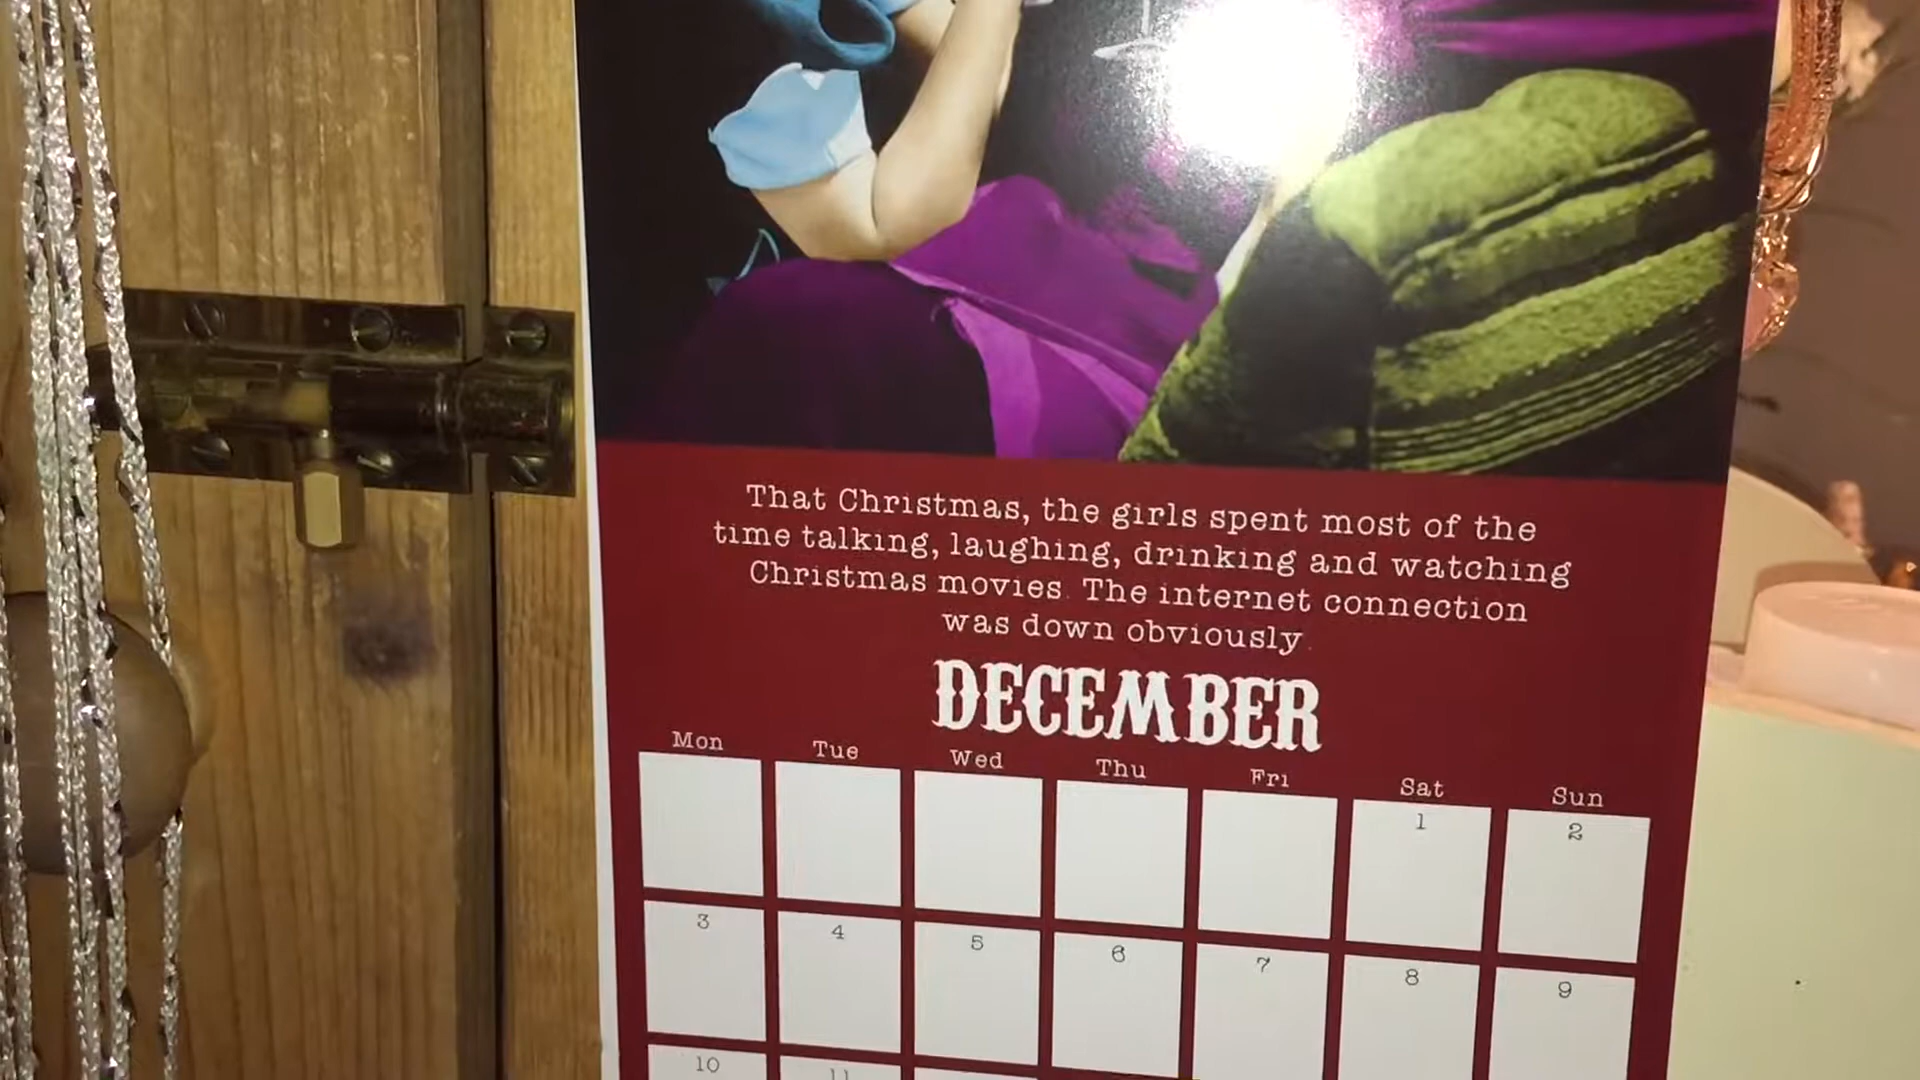 That Christmas, the girls spent most of the
time talking, laughing, drinking and watching
Christmas movies. The internet connection
was down obviously.
DECEMBER
Mon Tue Wed Thu Fri Sat Sun
1 2
3 4 5 6 7 8 9
10 11